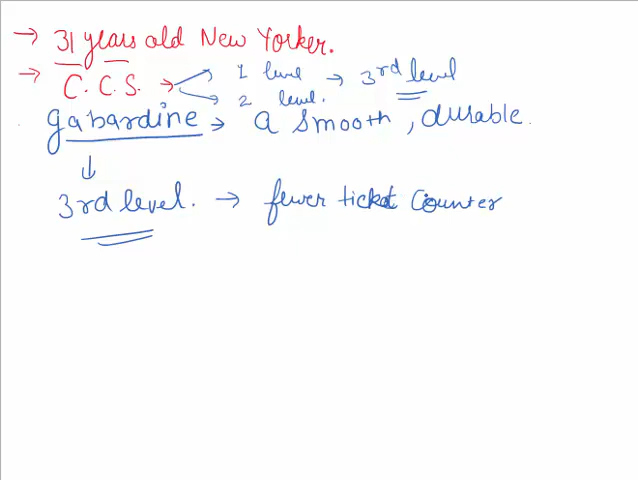 → 31 years old New Yorker.
→ C.C.S. → 1 level → 3rd level
2 level.
gabardine → a smooth, durable.
↓
3rd level. → fewer ticket counter